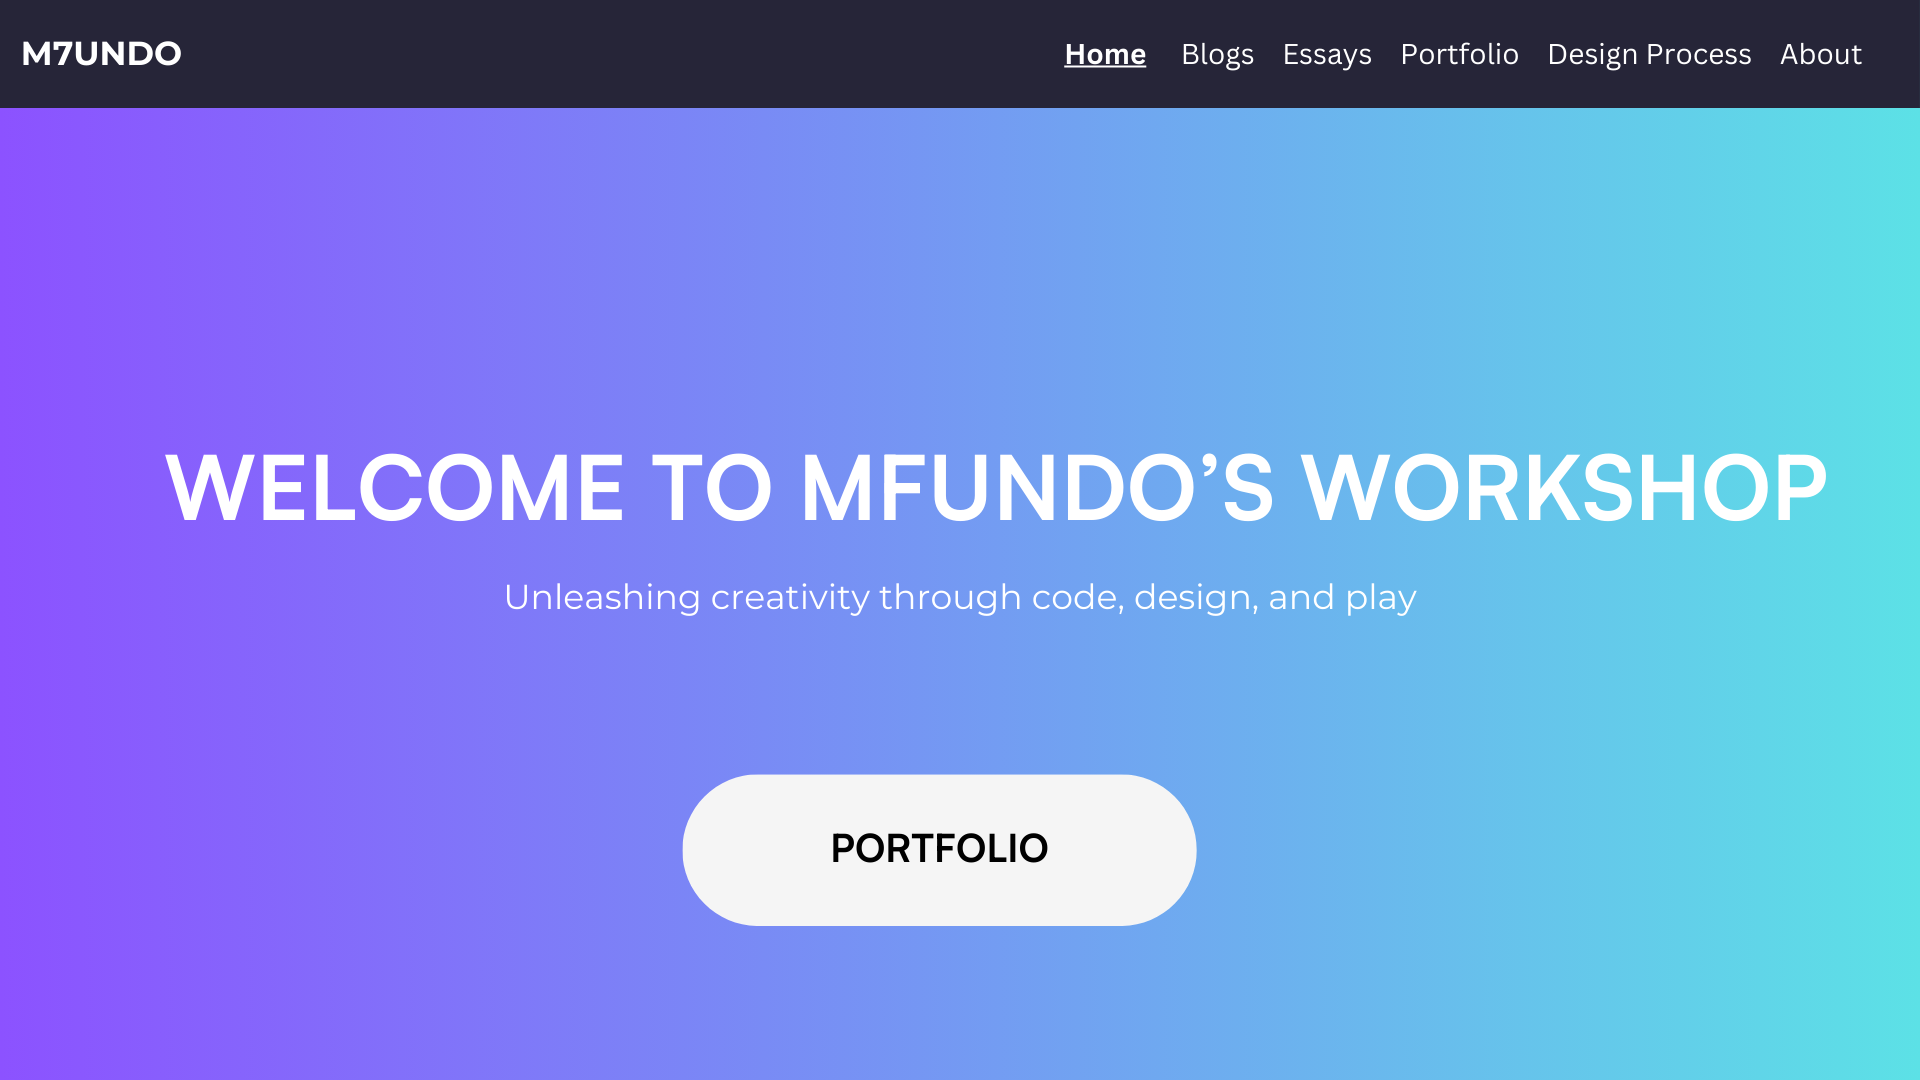 M7UNDO
Home Blogs Essays Portfolio Design Process About
WELCOME TO MFUNDO’S WORKSHOP
Unleashing creativity through code, design, and play
PORTFOLIO